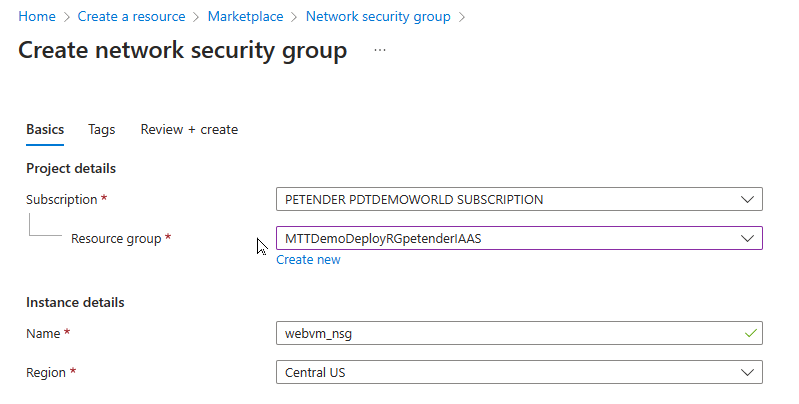 Home > Create a resource > Marketplace > Network security group >
Create network security group ...
Basics Tags Review + create
Project details
Subscription * PETENDER PDTDEMOWORLD SUBSCRIPTION
Resource group * MTTDemoDeployRGpetenderIAAS
Create new
Instance details
Name * webvm_nsg
Region * Central US